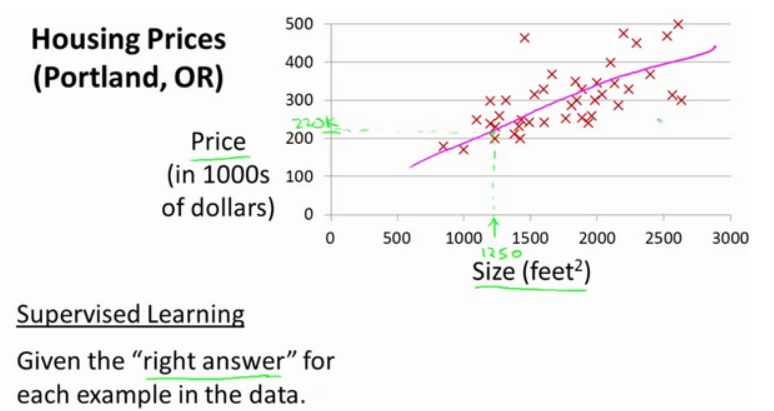 Housing Prices
(Portland, OR)
Price
(in 1000s
of dollars)
500
400
300
220k
200
100
0
0 500 1000 1500 2000 2500 3000
1250
Size (feet²)
Supervised Learning
Given the “right answer” for
each example in the data.